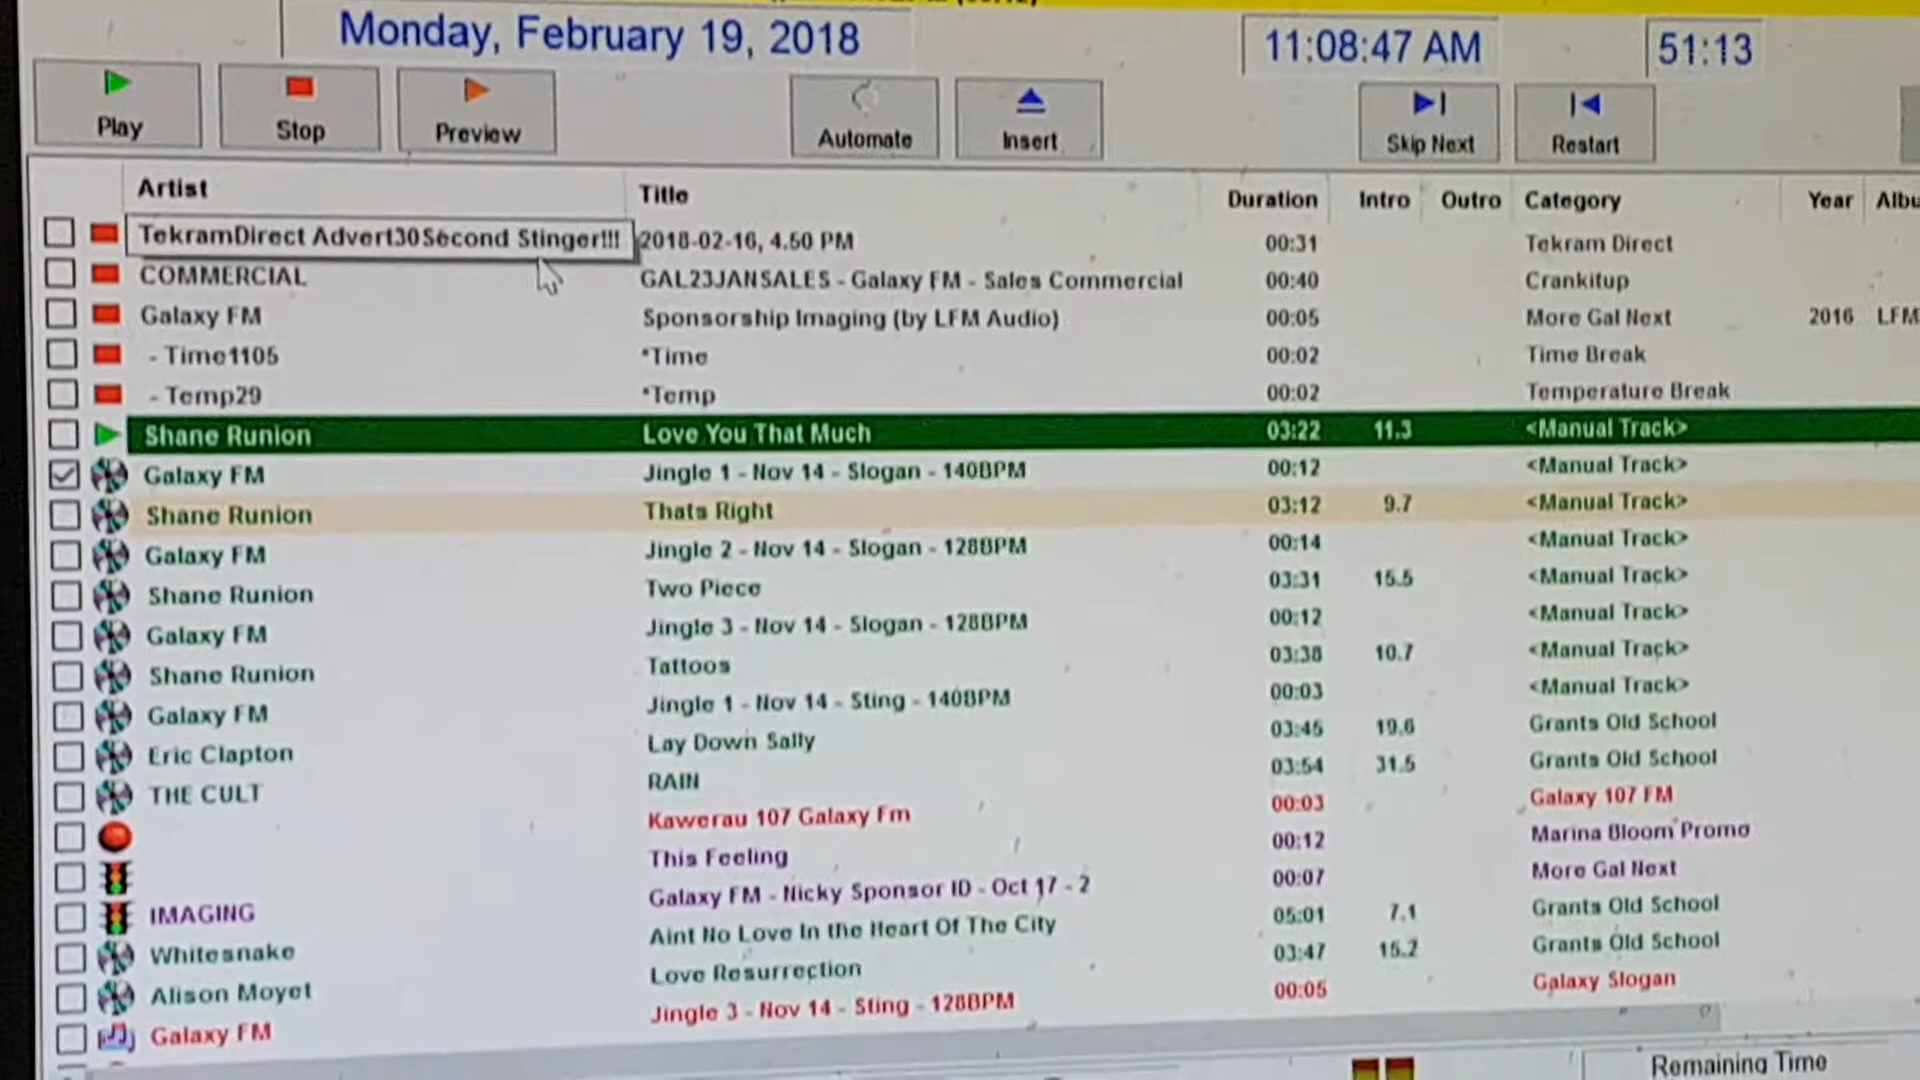 Monday, February 19, 2018 11:08:47 AM 51:13
Play Stop Preview Automate Insert Skip Next Restart
Artist Title Duration Intro Outro Category Year Albu
TekramDirect Advert30Second Stinger!!! 2018-02-16, 4.50 PM 00:31 Tekram Direct
COMMERCIAL GAL23JANSALES - Galaxy FM - Sales Commercial 00:40 Crankitup
Galaxy FM Sponsorship Imaging (by LFM Audio) 00:05 More Gal Next 2016 LFM
- Time1105 *Time 00:02 Time Break
- Temp29 *Temp 00:02 Temperature Break
Shane Runion Love You That Much 03:22 11.3 <Manual Track>
Galaxy FM Jingle 1 - Nov 14 - Slogan - 140BPM 00:12 <Manual Track>
Shane Runion Thats Right 03:12 9.7 <Manual Track>
Galaxy FM Jingle 2 - Nov 14 - Slogan - 128BPM 00:14 <Manual Track>
Shane Runion Two Piece 03:31 15.5 <Manual Track>
Galaxy FM Jingle 3 - Nov 14 - Slogan - 128BPM 00:12 <Manual Track>
Shane Runion Tattoos 03:38 10.7 <Manual Track>
Galaxy FM Jingle 1 - Nov 14 - Sting - 140BPM 00:03 <Manual Track>
Eric Clapton Lay Down Sally 03:45 19.6 Grants Old School
THE CULT RAIN 03:54 31.5 Grants Old School
Kawerau 107 Galaxy Fm 00:03 Galaxy 107 FM
This Feeling 00:12 Marina Bloom Promo
IMAGING Galaxy FM - Nicky Sponsor ID - Oct 17 - 2 00:07 More Gal Next
Whitesnake Aint No Love In the Heart Of The City 05:01 7.1 Grants Old School
Alison Moyet Love Resurrection 03:47 15.2 Grants Old School
Galaxy FM Jingle 3 - Nov 14 - Sting - 128BPM 00:05 Galaxy Slogan
Remaining Time